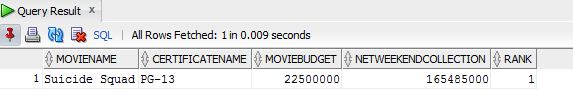 Query Result x
SQL | All Rows Fetched: 1 in 0.009 seconds
MOVIENAME CERTIFICATENAME MOVIEBUDGET NETWEEKENDCOLLECTION RANK
1 Suicide Squad PG-13 22500000 165485000 1